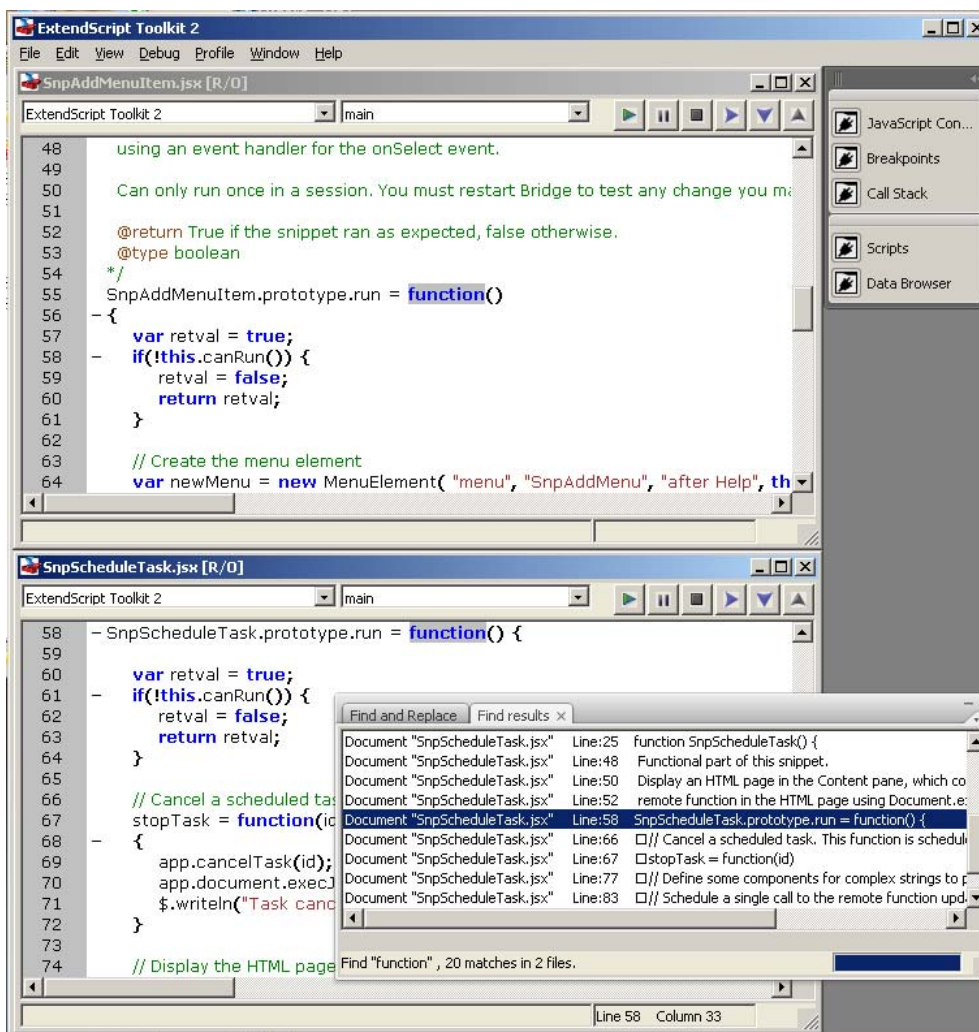 ExtendScript Toolkit 2
File Edit View Debug Profile Window Help
SnpAddMenuItem.jsx [R/O]
ExtendScript Toolkit 2 main
48 using an event handler for the onSelect event.
49
50 Can only run once in a session. You must restart Bridge to test any change you
51
52 @return True if the snippet ran as expected, false otherwise.
53 @type boolean
54 */
55 SnpAddMenuItem.prototype.run = function()
56 - {
57 var retval = true;
58 - if(!this.canRun()) {
59 retval = false;
60 return retval;
61 }
62
63 // Create the menu element
64 var newMenu = new MenuElement( "menu", "SnpAddMenu", "after Help", th
JavaScript Con...
Breakpoints
Call Stack
Scripts
Data Browser
SnpScheduleTask.jsx [R/O]
ExtendScript Toolkit 2 main
58 - SnpScheduleTask.prototype.run = function() {
59
60 var retval = true;
61 - if(!this.canRun()) {
62 retval = false;
63 return retval;
64 }
65
66 // Cancel a scheduled tas
67 stopTask = function(id
68 - {
69 app.cancelTask(id);
70 app.document.execJ
71 $.writeln("Task canc
72 }
73
74 // Display the HTML page
Line 58 Column 33
Find and Replace Find results ×
Document "SnpScheduleTask.jsx" Line:25 function SnpScheduleTask() {
Document "SnpScheduleTask.jsx" Line:48 Functional part of this snippet.
Document "SnpScheduleTask.jsx" Line:50 Display an HTML page in the Content pane, which co
Document "SnpScheduleTask.jsx" Line:52 remote function in the HTML page using Document.ex
Document "SnpScheduleTask.jsx" Line:58 SnpScheduleTask.prototype.run = function() {
Document "SnpScheduleTask.jsx" Line:66 □// Cancel a scheduled task. This function is schedul
Document "SnpScheduleTask.jsx" Line:67 □stopTask = function(id)
Document "SnpScheduleTask.jsx" Line:77 □// Define some components for complex strings to p
Document "SnpScheduleTask.jsx" Line:83 □// Schedule a single call to the remote function upd
Find "function" , 20 matches in 2 files.